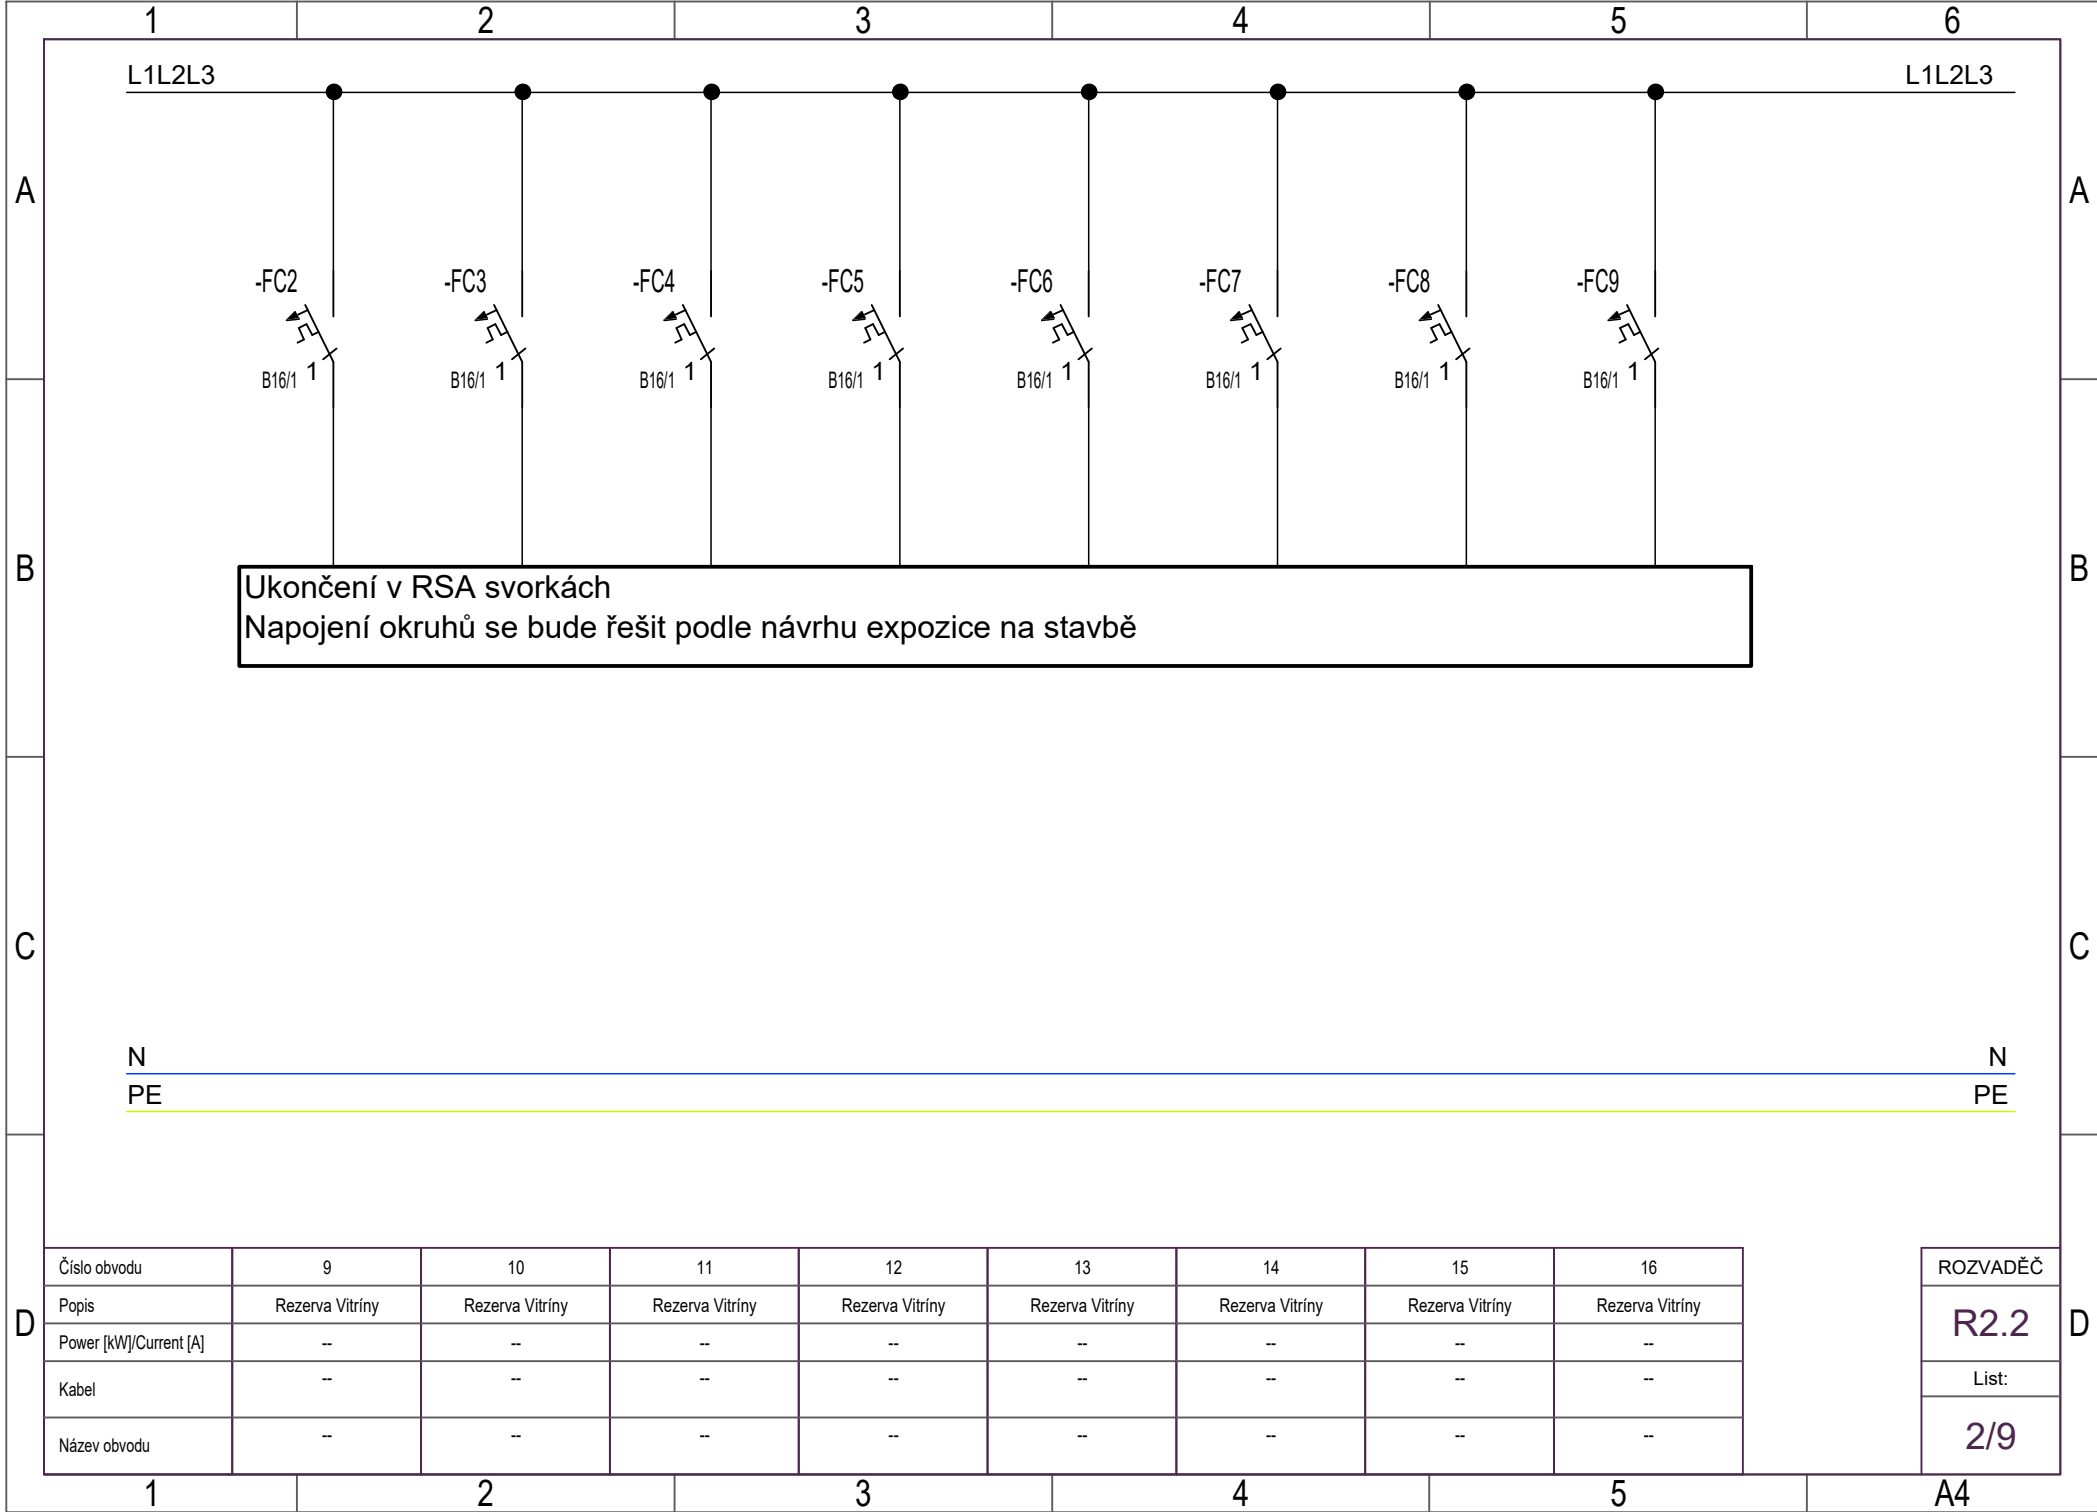 1 2 3 4 5 6
L1L2L3 L1L2L3
A A
-FC2 -FC3 -FC4 -FC5 -FC6 -FC7 -FC8 -FC9
B16/1 1 B16/1 1 B16/1 1 B16/1 1 B16/1 1 B16/1 1 B16/1 1 B16/1 1
B B
Ukončení v RSA svorkách
Napojení okruhů se bude řešit podle návrhu expozice na stavbě
C C
N N
PE PE
Číslo obvodu 9 10 11 12 13 14 15 16 ROZVADĚČ
Popis Rezerva Vitríny Rezerva Vitríny Rezerva Vitríny Rezerva Vitríny Rezerva Vitríny Rezerva Vitríny Rezerva Vitríny Rezerva Vitríny
D R2.2 D
Power [kW]/Current [A] -- -- -- -- -- -- -- --
Kabel -- -- -- -- -- -- -- -- List:
Název obvodu -- -- -- -- -- -- -- -- 2/9
1 2 3 4 5 A4